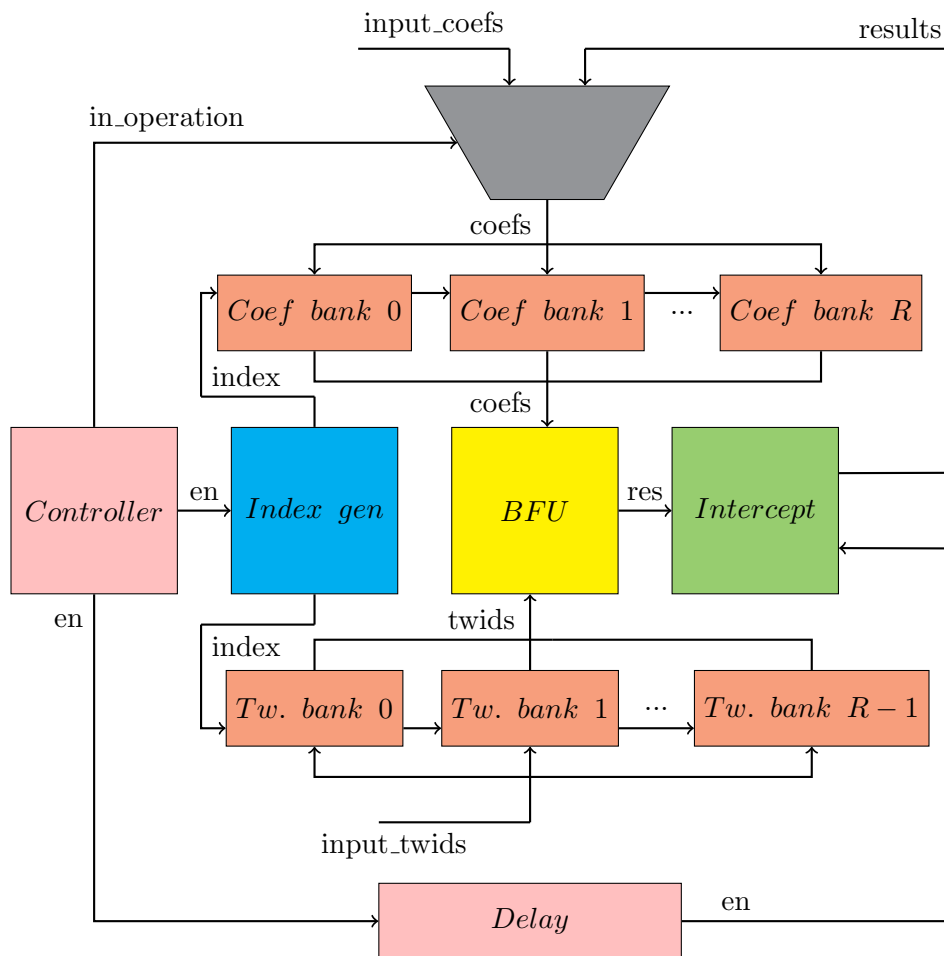 input_coefs
results
in_operation
coefs
Coef bank 0
Coef bank 1
...
Coef bank R
index
coefs
Controller
en
Index gen
BFU
res
Intercept
en
index
twids
Tw. bank 0
Tw. bank 1
...
Tw. bank R − 1
input_twids
Delay
en